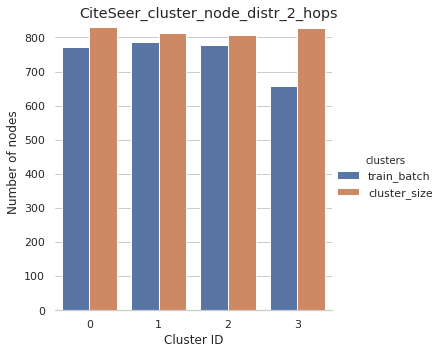 CiteSeer_cluster_node_distr_2_hops
800
700
600
500
400
300
200
100
0
Number of nodes
0 1 2 3
Cluster ID
clusters
train_batch
cluster_size